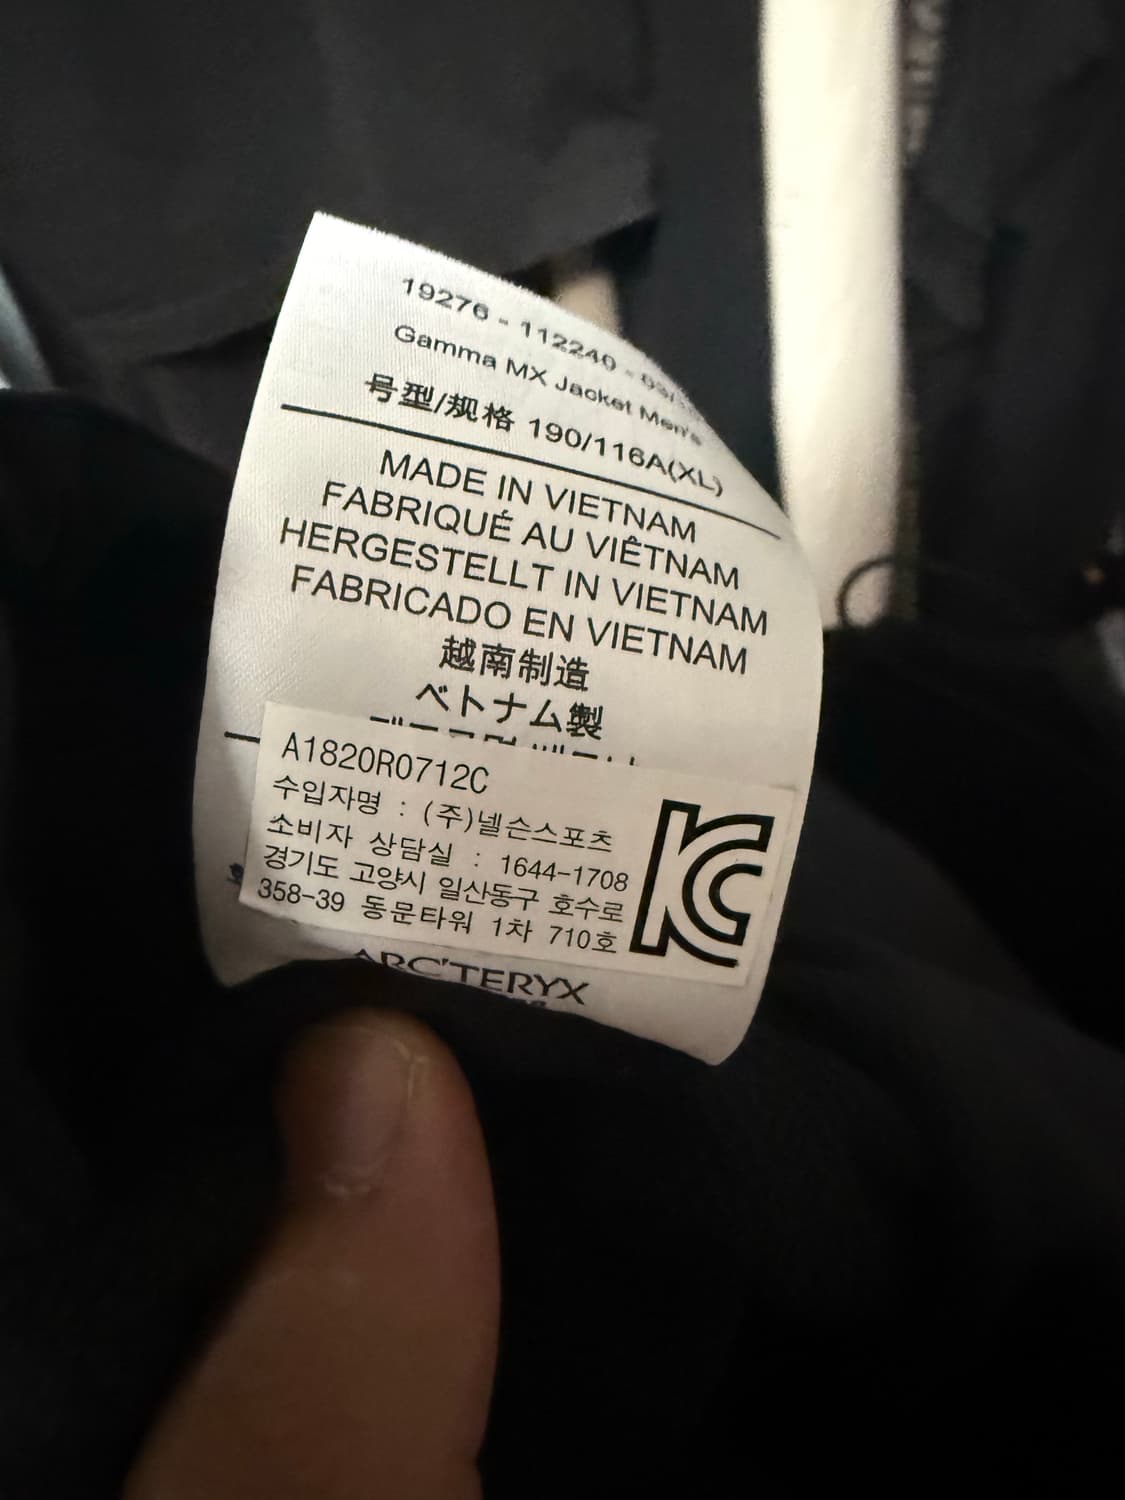 19276 - 112240 -
Gamma MX Jacket Men's
号型/规格 190/116A(XL)
MADE IN VIETNAM
FABRIQUÉ AU VIÊTNAM
HERGESTELLT IN VIETNAM
FABRICADO EN VIETNAM
越南制造
ベトナム製
A1820R0712C
수입자명 : (주)넬슨스포츠
소비자 상담실 : 1644-1708
경기도 고양시 일산동구 호수로
358-39 동문타워 1차 710호
KC
ARC'TERYX